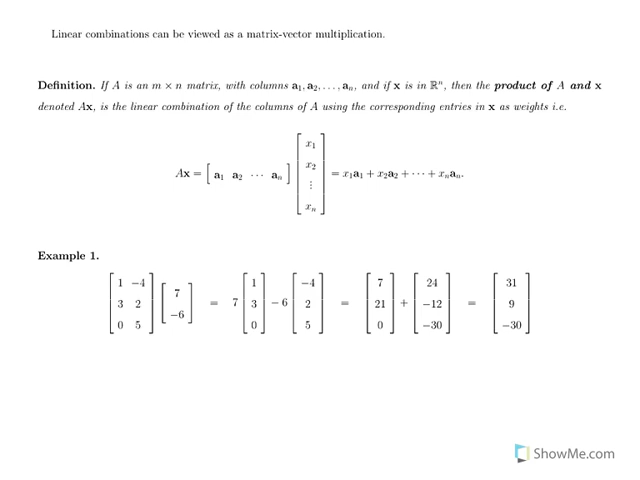 Linear combinations can be viewed as a matrix-vector multiplication.
Definition. If A is an m × n matrix, with columns a₁, a₂, . . . , aₙ, and if x is in ℝⁿ, then the product of A and x
denoted Ax, is the linear combination of the columns of A using the corresponding entries in x as weights i.e.
Ax = [ a₁ a₂ ⋯ aₙ ] [ x₁ x₂ ⋮ xₙ ] = x₁a₁ + x₂a₂ + ⋯ + xₙaₙ.
Example 1.
[ 1 −4 ; 3 2 ; 0 5 ] [ 7 ; −6 ] = 7 [ 1 ; 3 ; 0 ] − 6 [ −4 ; 2 ; 5 ] = [ 7 ; 21 ; 0 ] + [ 24 ; −12 ; −30 ] = [ 31 ; 9 ; −30 ]
ShowMe.com